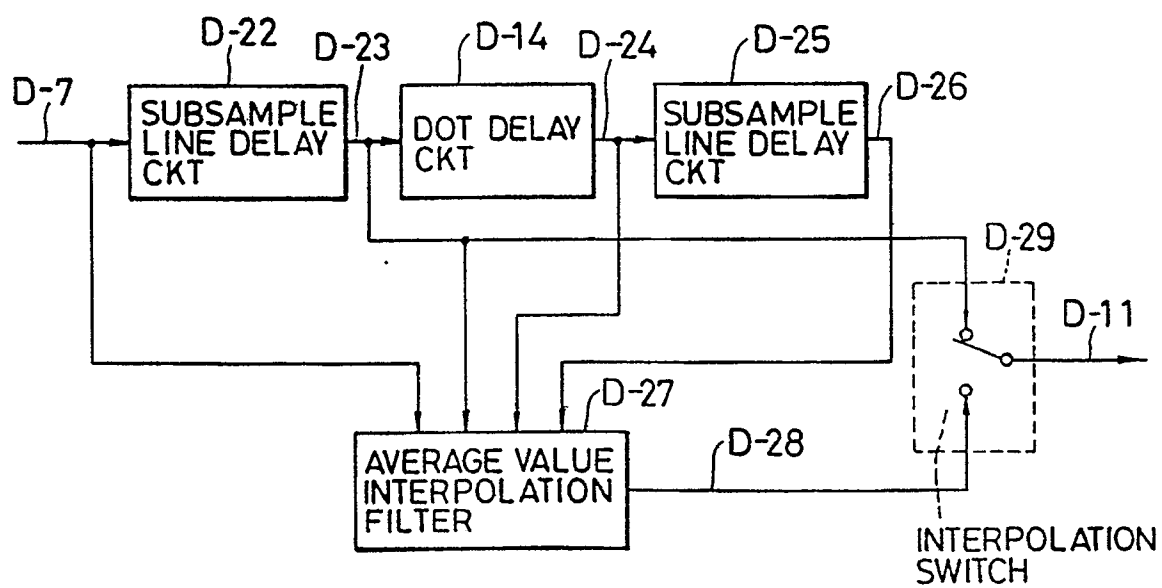 D-22
D-23
D-14
D-24
D-25
D-26
D-7
SUBSAMPLE
LINE DELAY
CKT
DOT DELAY
CKT
SUBSAMPLE
LINE DELAY
CKT
D-29
D-11
D-27
AVERAGE VALUE
INTERPOLATION
FILTER
D-28
INTERPOLATION
SWITCH